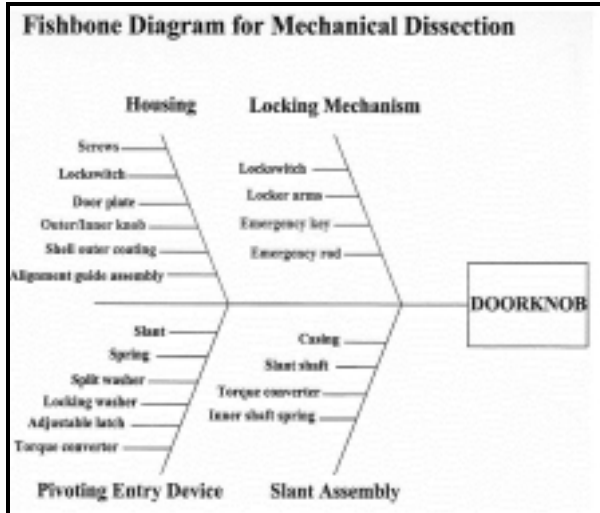 Fishbone Diagram for Mechanical Dissection
Housing
Locking Mechanism
Screws
Lockswitch
Door plate
Outer/Inner knob
Shell outer coating
Alignment guide assembly
Lockswitch
Locker arms
Emergency key
Emergency rod
DOORKNOB
Slant
Spring
Split washer
Locking washer
Adjustable latch
Torque converter
Casing
Slant shaft
Torque converter
Inner shaft spring
Pivoting Entry Device
Slant Assembly